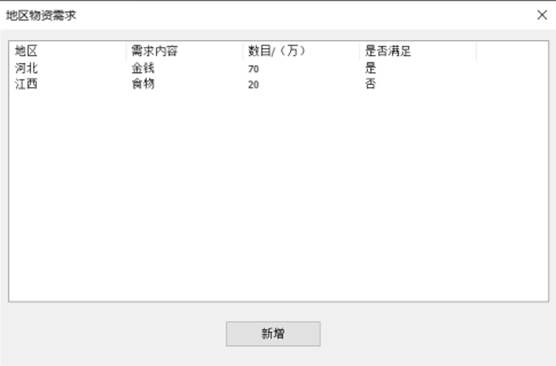 地区物资需求
地区 需求内容 数目/（万） 是否满足
河北 金钱 70 是
江西 食物 20 否
新增